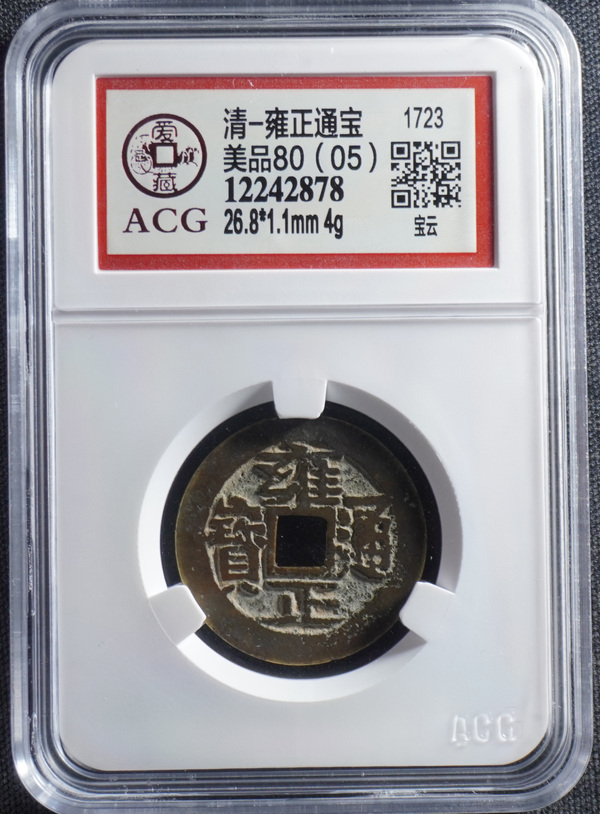 清-雍正通宝
1723
美品80(05)
12242878
26.8*1.1mm 4g
宝云
爱藏
ACG
雍正通寶
ACG